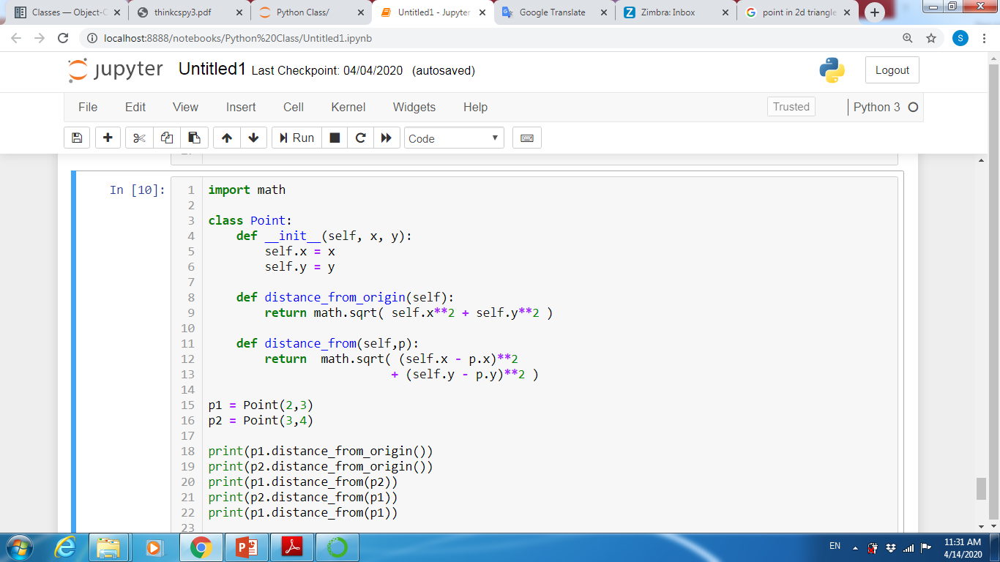 Classes — Object-C
thinkcspy3.pdf
Python Class/
Untitled1 - Jupyter
Google Translate
Zimbra: Inbox
point in 2d triangle
localhost:8888/notebooks/Python%20Class/Untitled1.ipynb
S
jupyter Untitled1 Last Checkpoint: 04/04/2020 (autosaved)
Logout
File Edit View Insert Cell Kernel Widgets Help
Trusted
Python 3
Run
Code
In [10]:
1 import math
2
3 class Point:
4     def __init__(self, x, y):
5         self.x = x
6         self.y = y
7
8     def distance_from_origin(self):
9         return math.sqrt( self.x**2 + self.y**2 )
10
11     def distance_from(self,p):
12         return  math.sqrt( (self.x - p.x)**2
13                           + (self.y - p.y)**2 )
14
15 p1 = Point(2,3)
16 p2 = Point(3,4)
17
18 print(p1.distance_from_origin())
19 print(p2.distance_from_origin())
20 print(p1.distance_from(p2))
21 print(p2.distance_from(p1))
22 print(p1.distance_from(p1))
23
EN
11:31 AM
4/14/2020